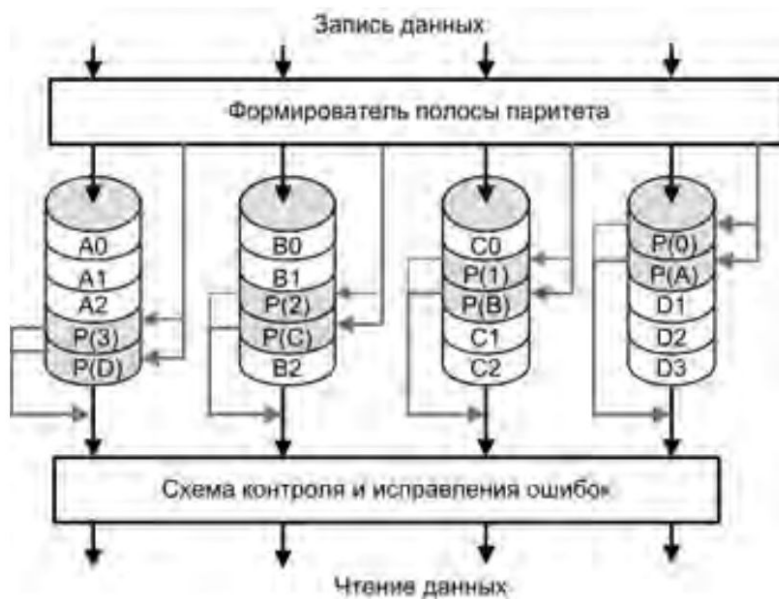 Запись данных
Формирователь полосы паритета
A0 B0 C0 P(0)
A1 B1 P(1) P(A)
A2 P(2) P(B) D1
P(3) P(C) C1 D2
P(D) B2 C2 D3
Схема контроля и исправления ошибок
Чтение данных